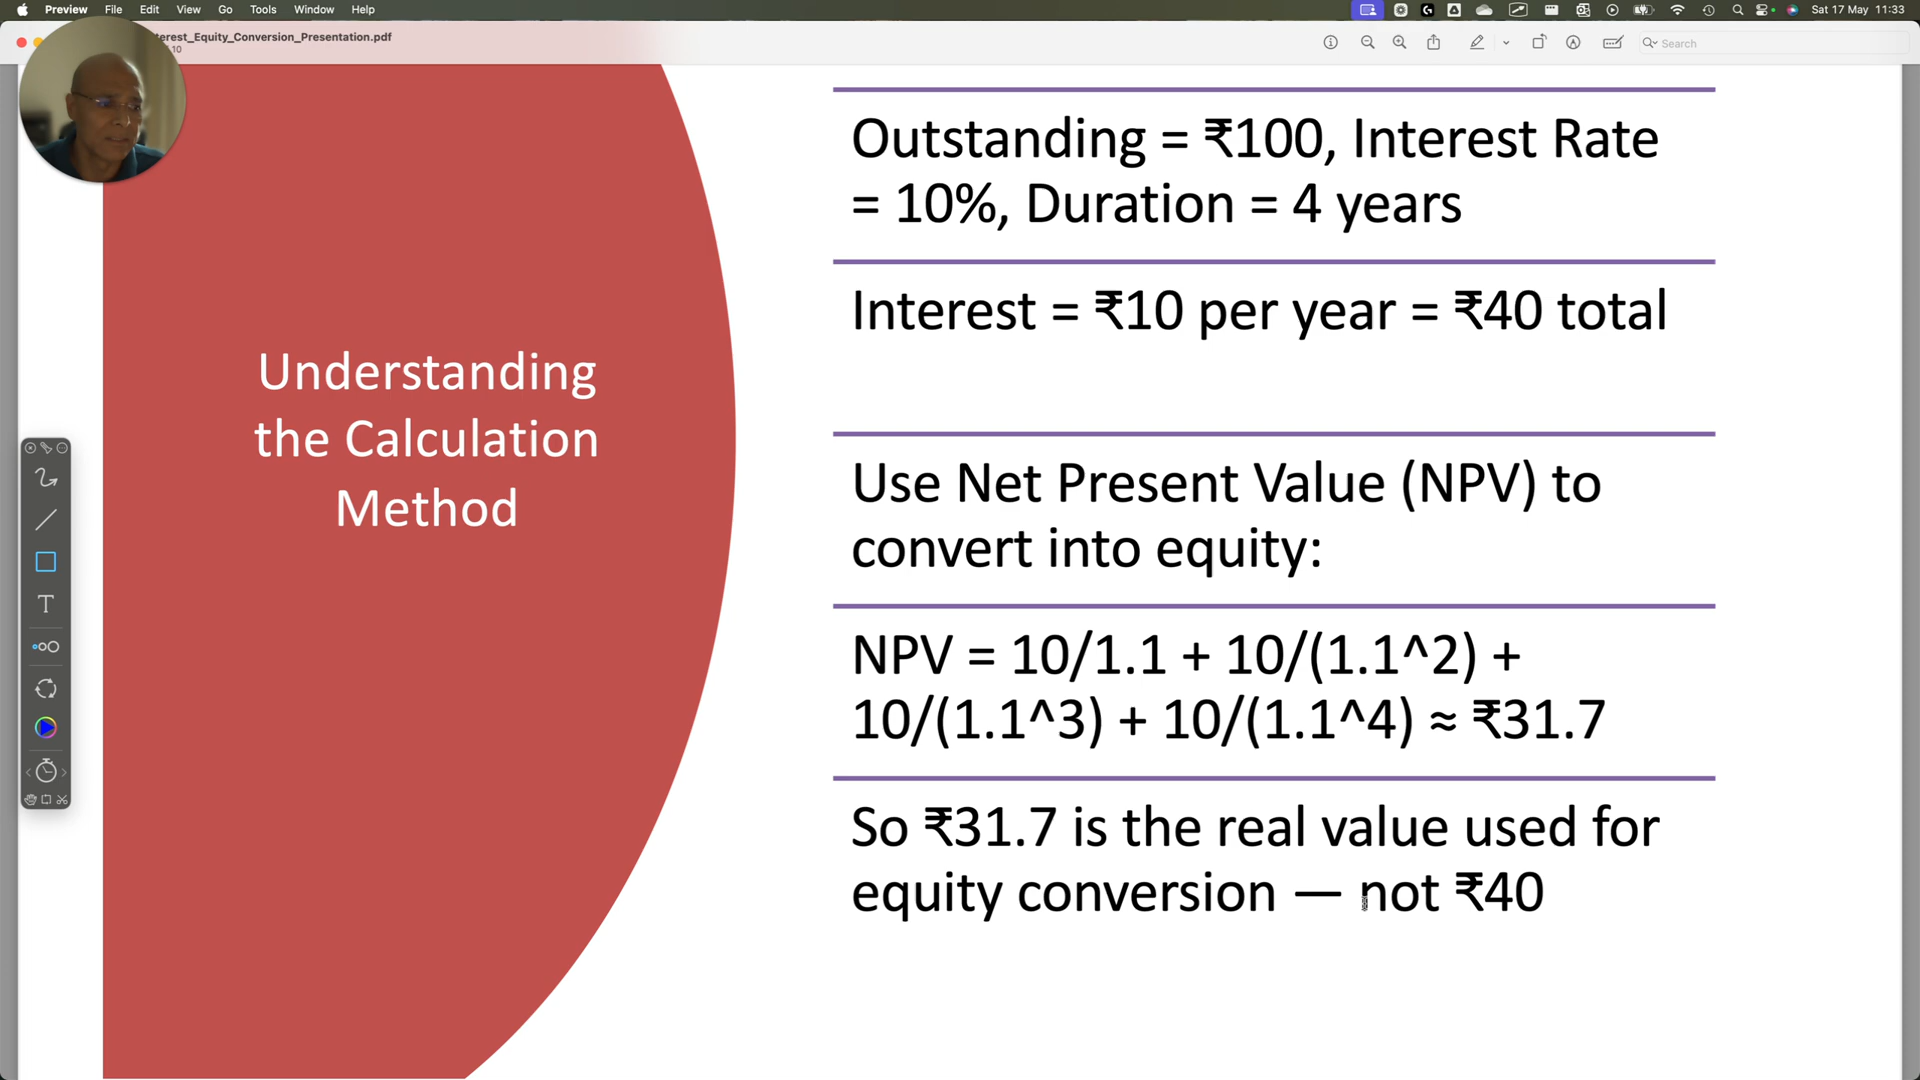 Preview File Edit View Go Tools Window Help
Sat 17 May 11:33
erest_Equity_Conversion_Presentation.pdf
10
Search
Understanding
the Calculation
Method
Outstanding = ₹100, Interest Rate
= 10%, Duration = 4 years
Interest = ₹10 per year = ₹40 total
Use Net Present Value (NPV) to
convert into equity:
NPV = 10/1.1 + 10/(1.1^2) +
10/(1.1^3) + 10/(1.1^4) ≈ ₹31.7
So ₹31.7 is the real value used for
equity conversion — not ₹40
T